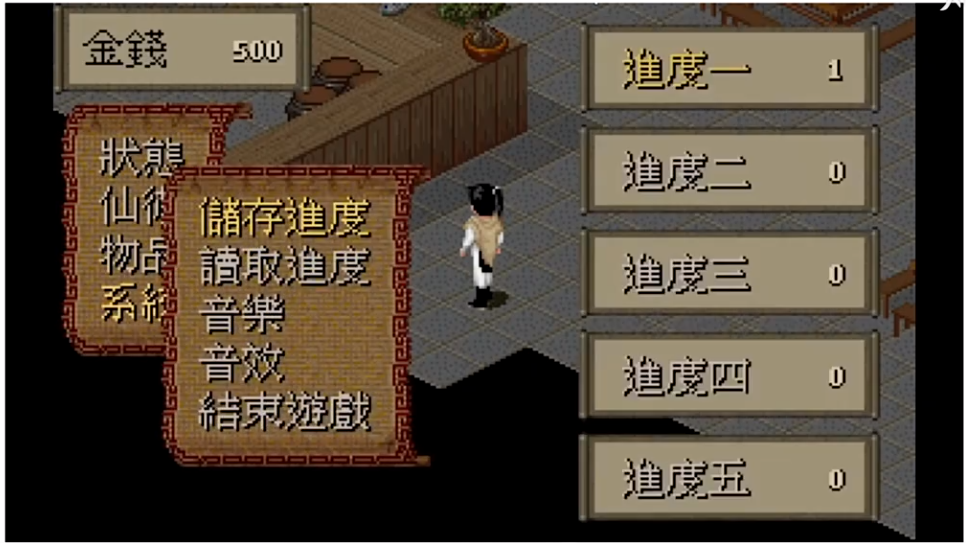 金錢 500
狀態
仙術
物品
系統
儲存進度
讀取進度
音樂
音效
結束遊戲
進度一 1
進度二 0
進度三 0
進度四 0
進度五 0